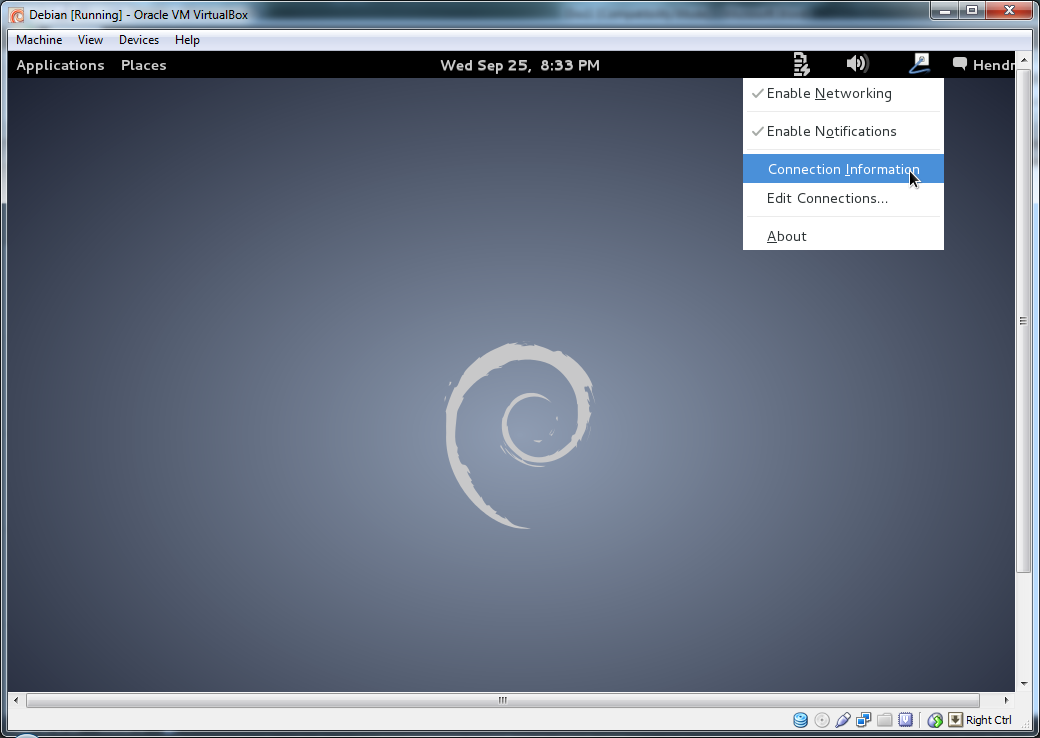 Debian [Running] - Oracle VM VirtualBox
Machine View Devices Help
Applications Places Wed Sep 25, 8:33 PM Hendr
Enable Networking
Enable Notifications
Connection Information
Edit Connections...
About
Right Ctrl